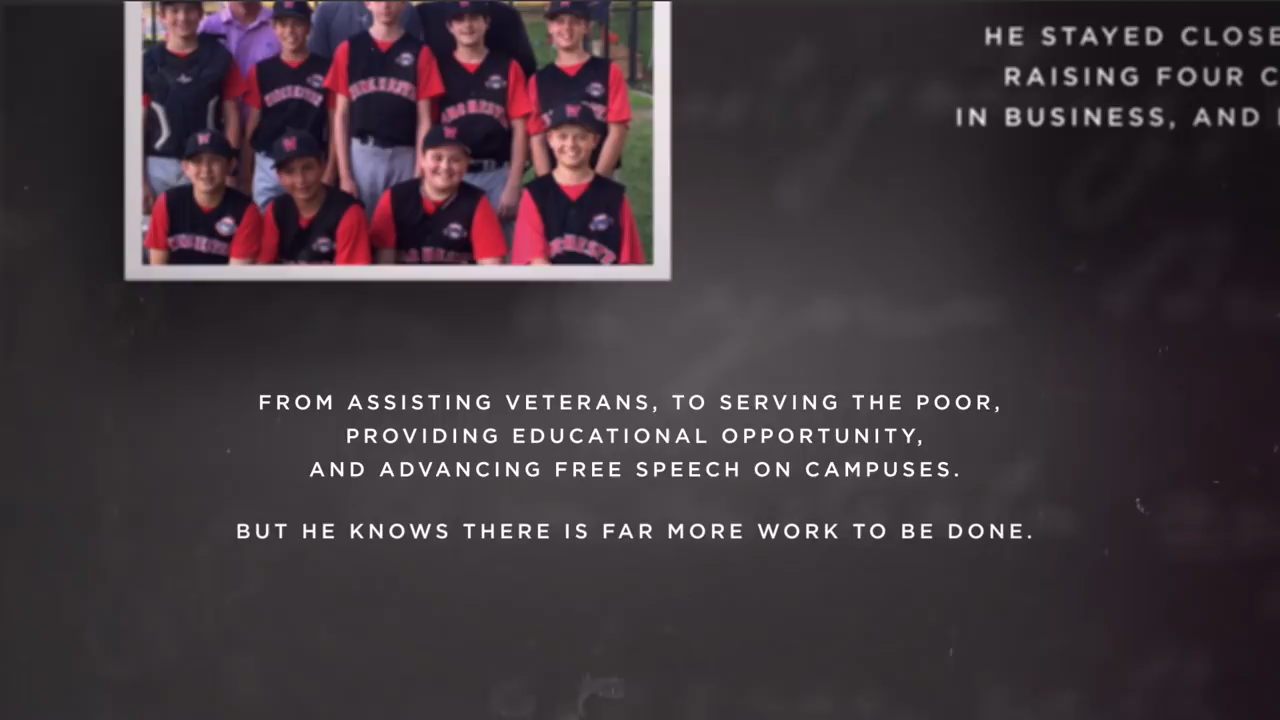 HE STAYED CLOSE
RAISING FOUR C
IN BUSINESS, AND
FROM ASSISTING VETERANS, TO SERVING THE POOR,
PROVIDING EDUCATIONAL OPPORTUNITY,
AND ADVANCING FREE SPEECH ON CAMPUSES.
BUT HE KNOWS THERE IS FAR MORE WORK TO BE DONE.